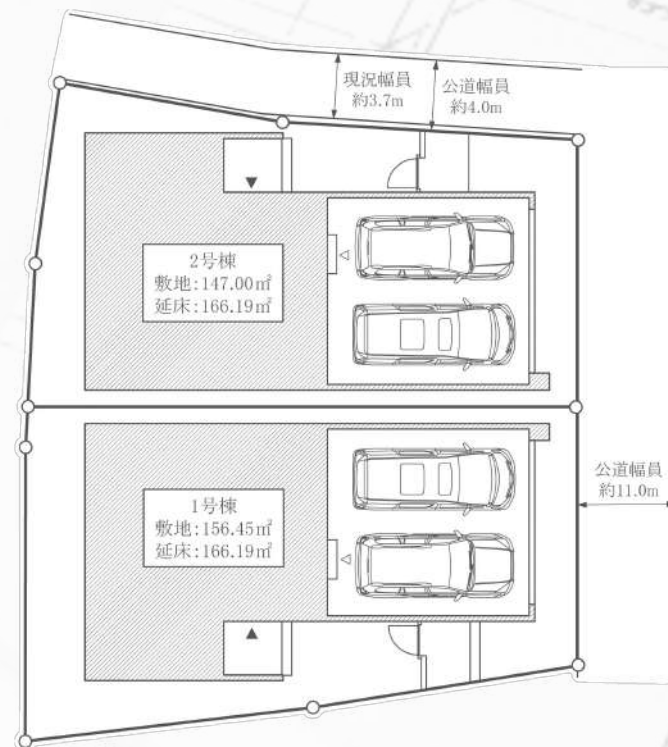 現況幅員
約3.7m
公道幅員
約4.0m
2号棟
敷地:147.00㎡
延床:166.19㎡
公道幅員
約11.0m
1号棟
敷地:156.45㎡
延床:166.19㎡